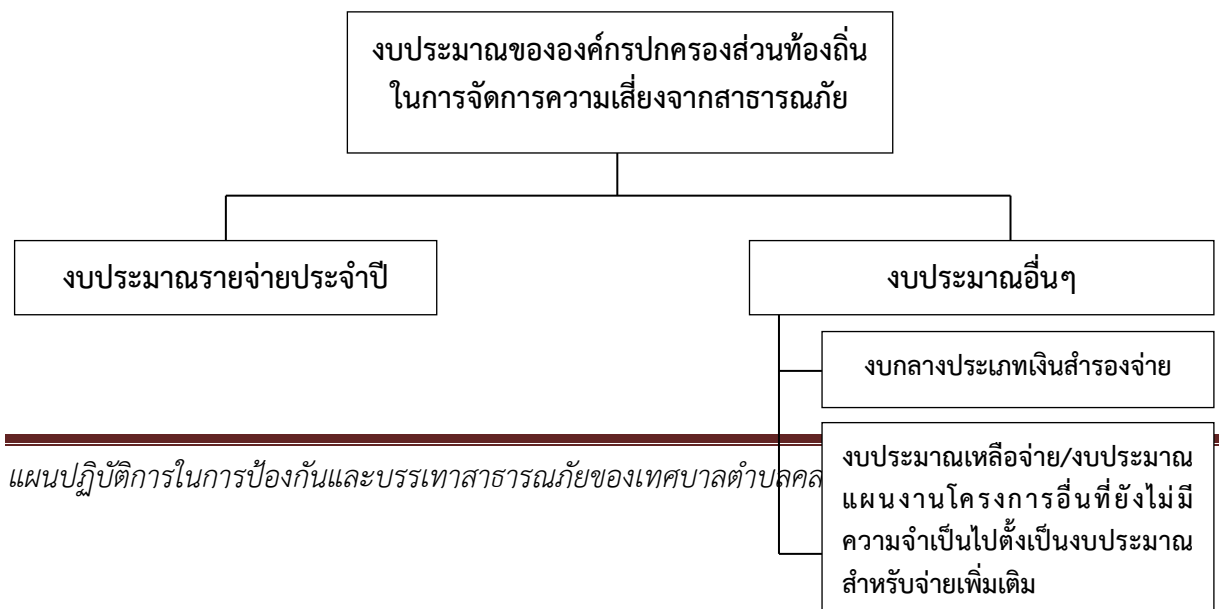 งบประมาณขององค์กรปกครองส่วนท้องถิ่น
ในการจัดการความเสี่ยงจากสาธารณภัย
งบประมาณรายจ่ายประจำปี
งบประมาณอื่นๆ
งบกลางประเภทเงินสำรองจ่าย
งบประมาณเหลือจ่าย/งบประมาณ
แผนงานโครงการอื่นที่ยังไม่มี
ความจำเป็นไปตั้งเป็นงบประมาณ
สำหรับจ่ายเพิ่มเติม
แผนปฏิบัติการในการป้องกันและบรรเทาสาธารณภัยของเทศบาลตำบล